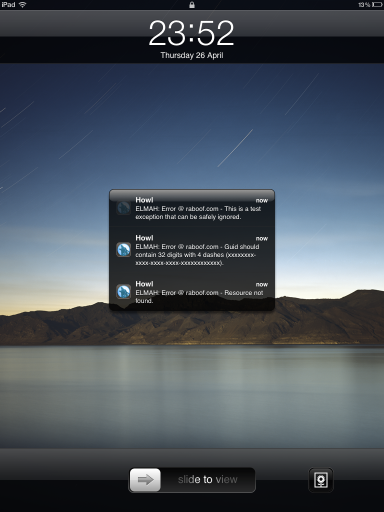 iPad 13%
23:52
Thursday 26 April
Howl now
ELMAH: Error @ raboof.com - This is a test
exception that can be safely ignored.
Howl now
ELMAH: Error @ raboof.com - Guid should
contain 32 digits with 4 dashes (xxxxxxxx-
xxxx-xxxx-xxxx-xxxxxxxxxxxx).
Howl now
ELMAH: Error @ raboof.com - Resource not
found.
slide to view